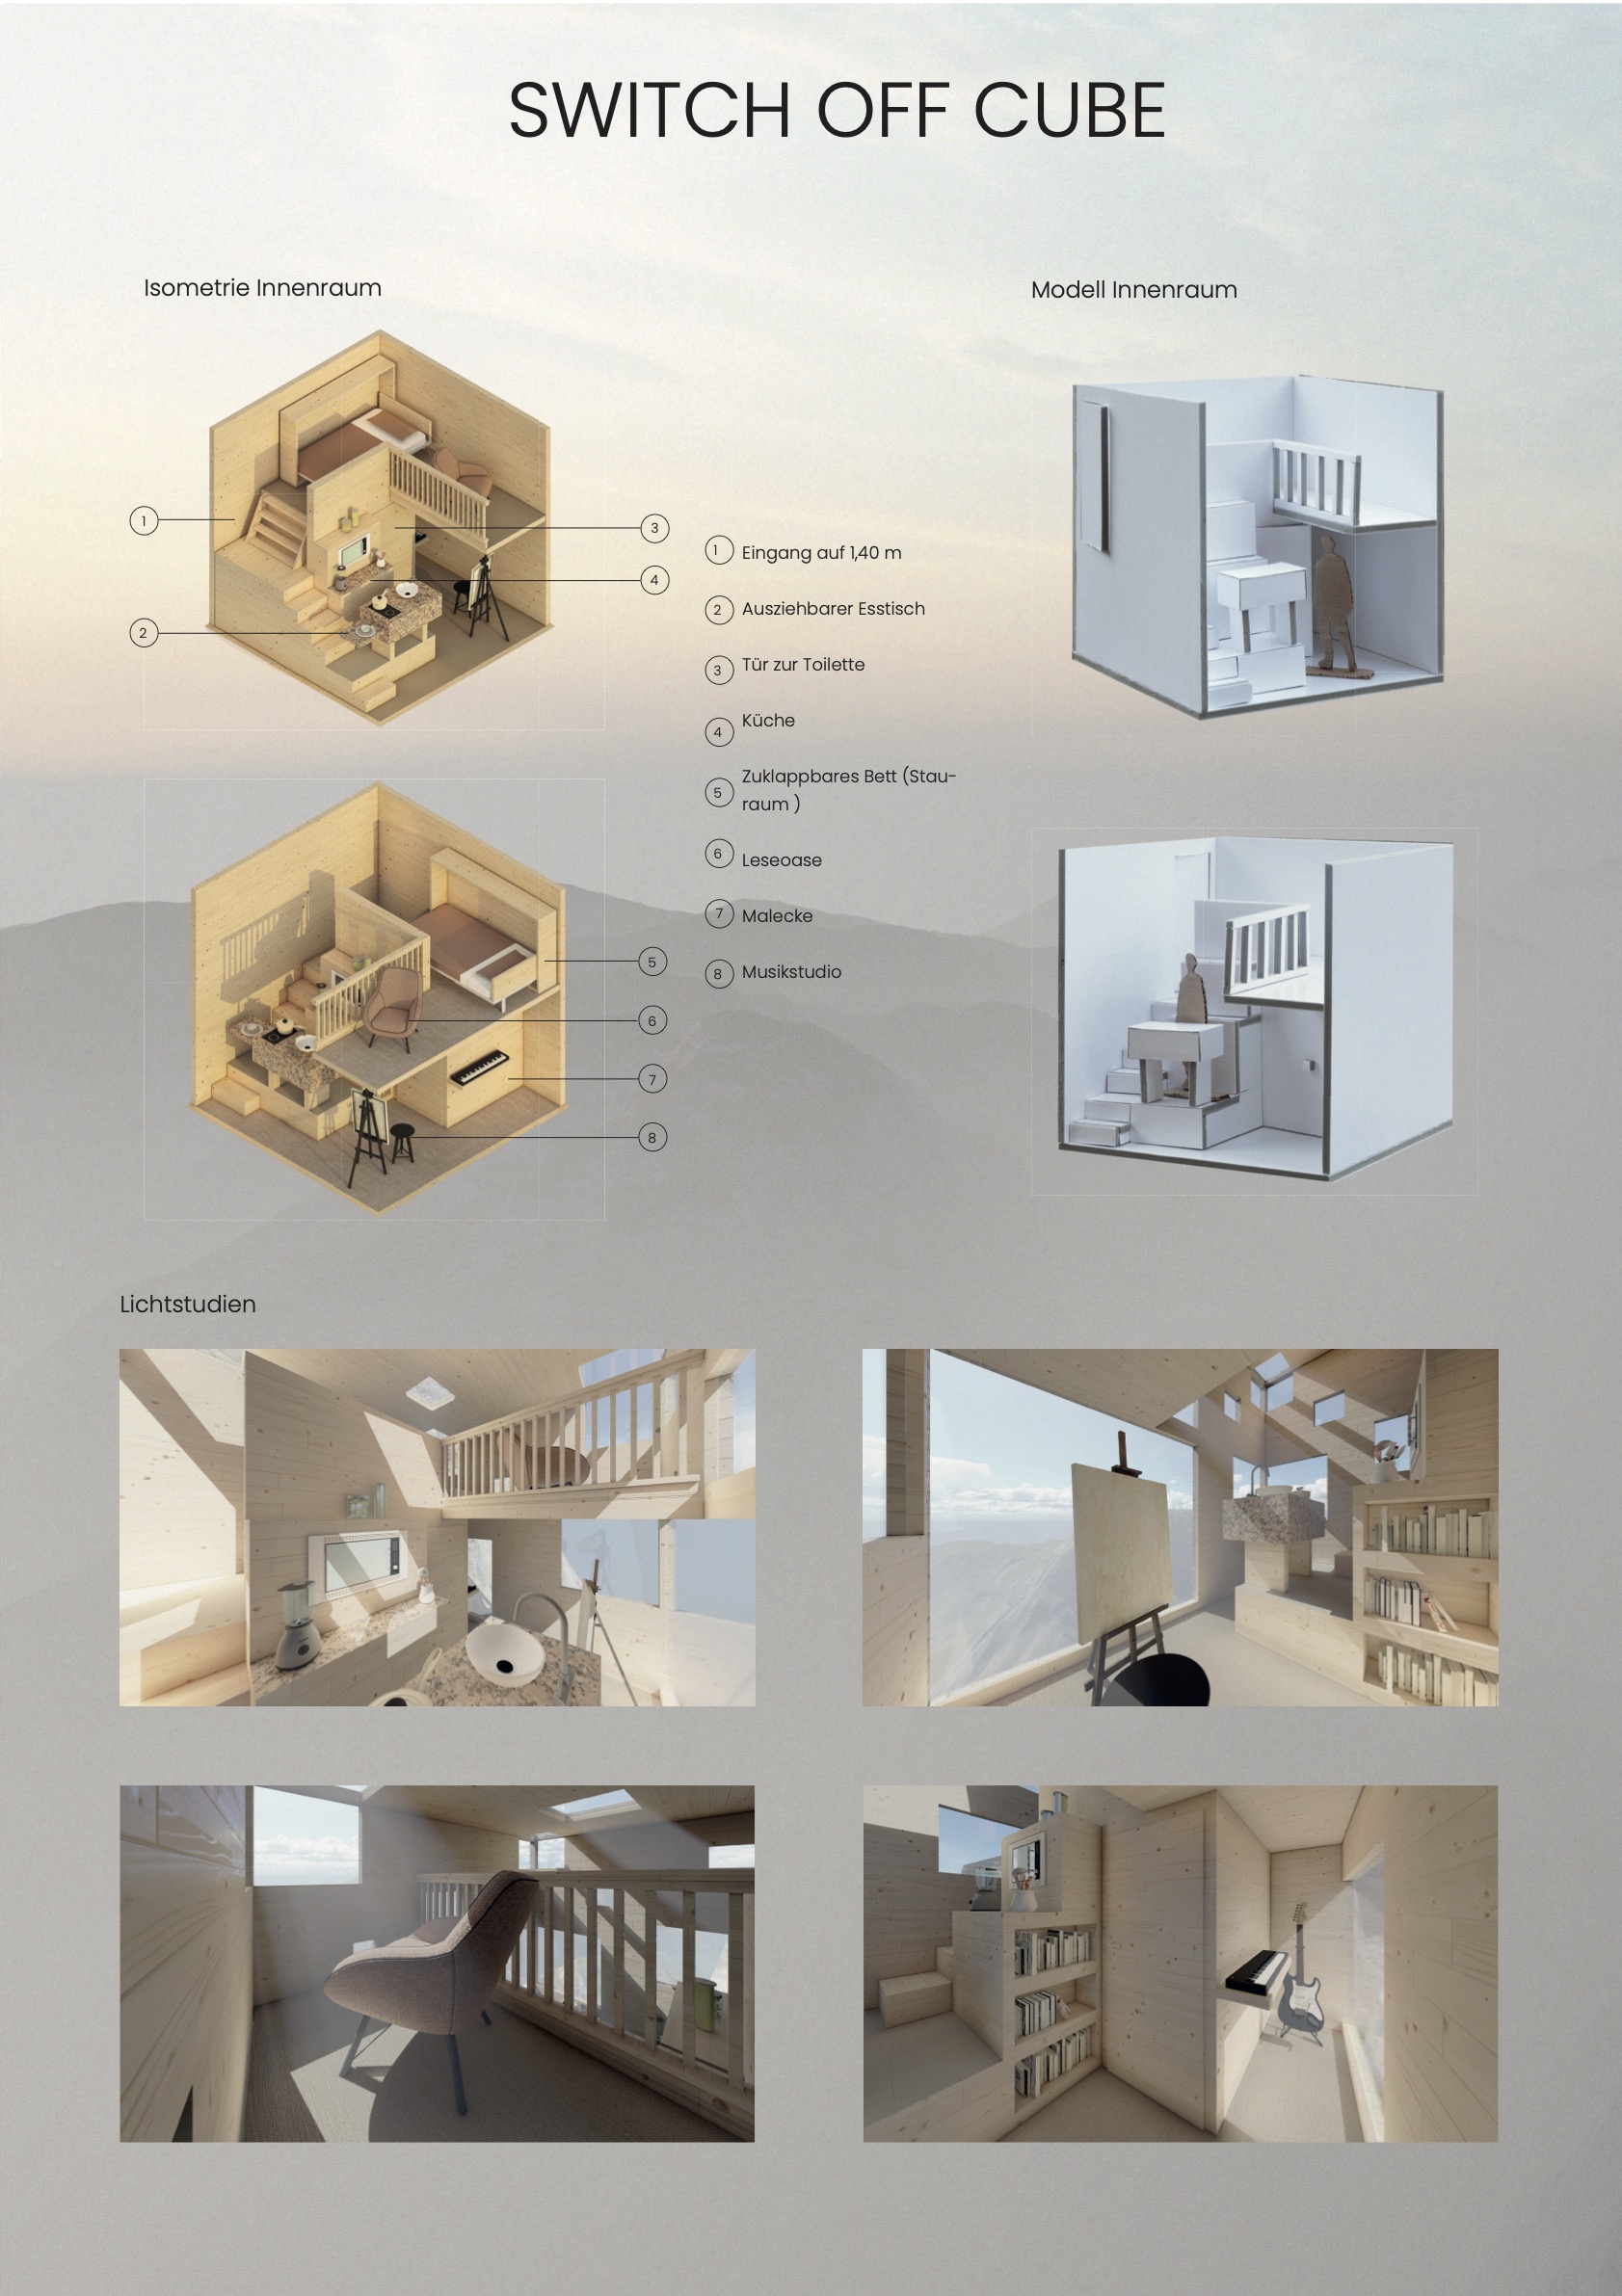 SWITCH OFF CUBE
Isometrie Innenraum
Modell Innenraum
1
2
3
4
1 Eingang auf 1,40 m
2 Ausziehbarer Esstisch
3 Tür zur Toilette
4 Küche
5 Zuklappbares Bett (Stau-
raum )
6 Leseoase
7 Malecke
8 Musikstudio
5
6
7
8
Lichtstudien